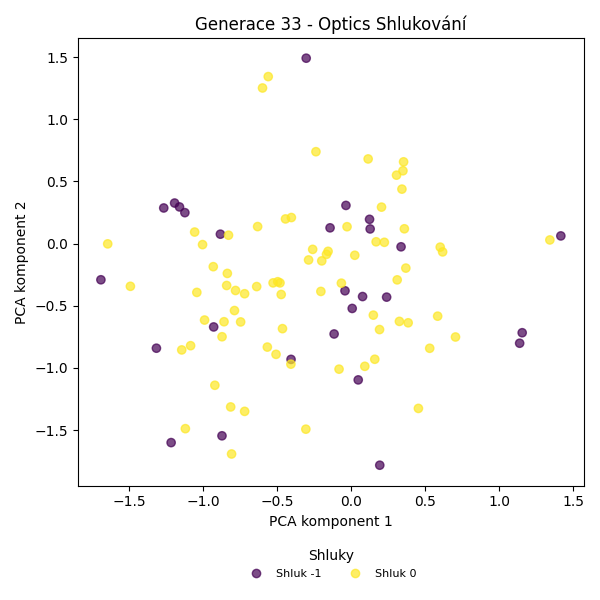 Generace 33 - Optics Shlukování
PCA komponent 2
1.5
1.0
0.5
0.0
−0.5
−1.0
−1.5
−1.5
−1.0
−0.5
0.0
0.5
1.0
1.5
PCA komponent 1
Shluky
Shluk -1
Shluk 0